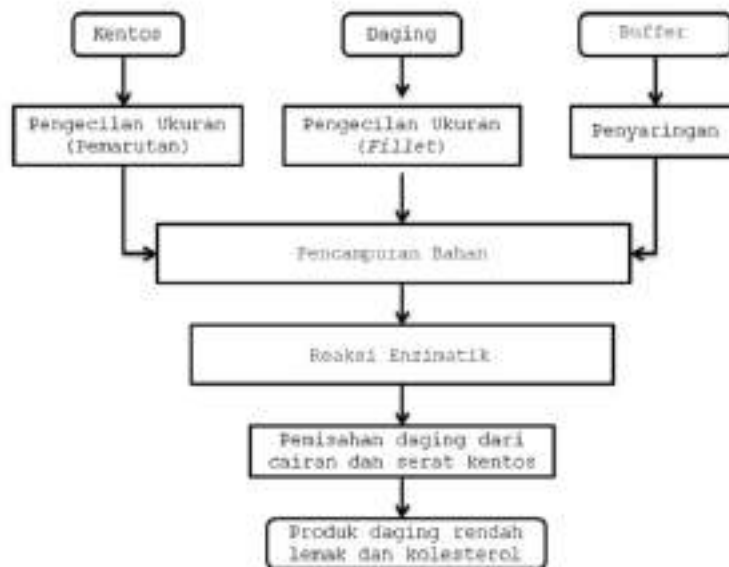 Kentos
Daging
Buffer
Pengecilan Ukuran
(Pemarutan)
Pengecilan Ukuran
(Fillet)
Penyaringan
Pencampuran Bahan
Reaksi Enzimatik
Pemisahan daging dari
cairan dan serat kentos
Produk daging rendah
lemak dan kolesterol